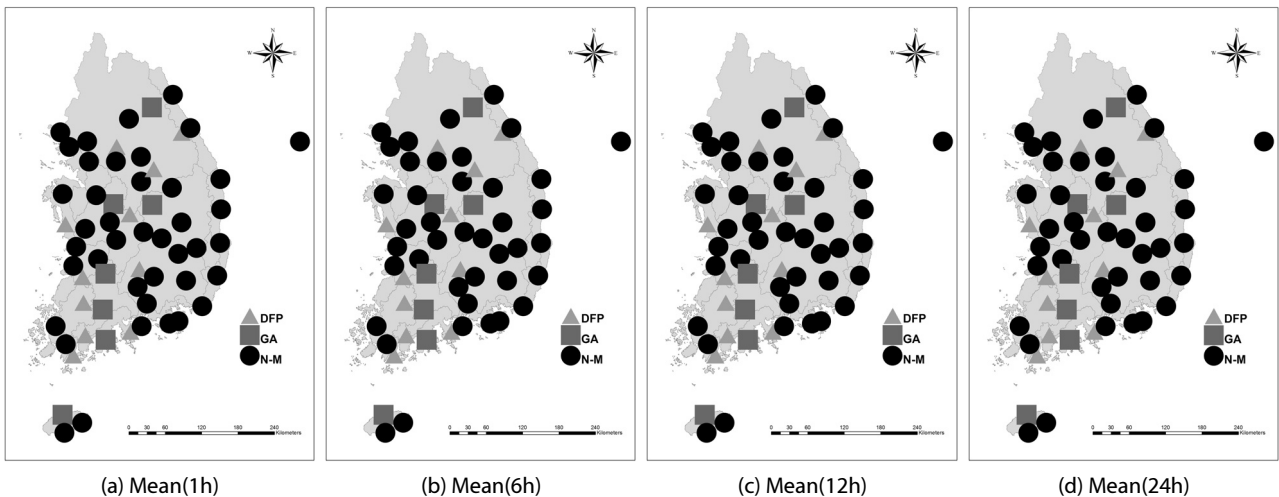 N
W E
S
DFP
GA
N-M
0 30 60 120 180 240
Kilometers
(a) Mean(1h)
N
W E
S
DFP
GA
N-M
0 30 60 120 180 240
Kilometers
(b) Mean(6h)
N
W E
S
DFP
GA
N-M
0 30 60 120 180 240
Kilometers
(c) Mean(12h)
N
W E
S
DFP
GA
N-M
0 30 60 120 180 240
Kilometers
(d) Mean(24h)